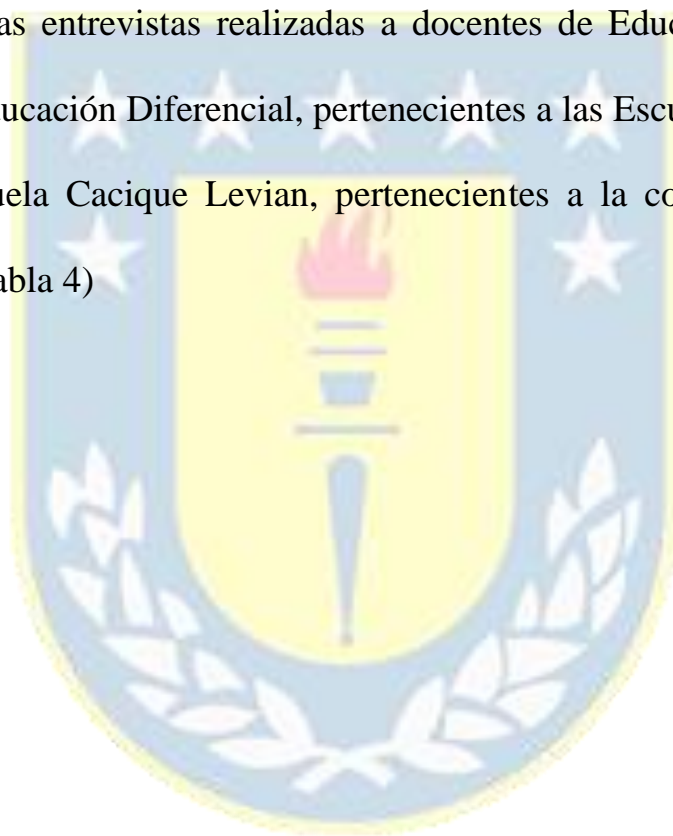 as entrevistas realizadas a docentes de Educ
ucación Diferencial, pertenecientes a las Escu
uela Cacique Levian, pertenecientes a la co
abla 4)